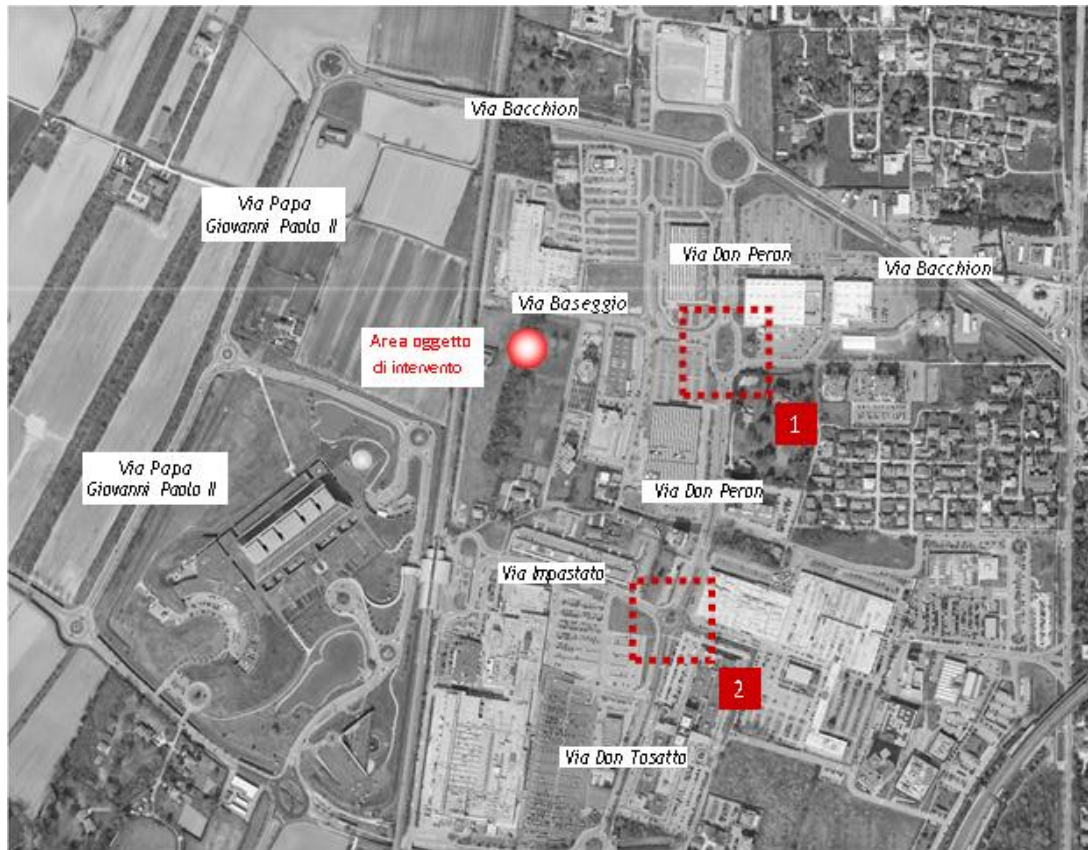 Via Bacchion
Via Papa
Giovanni Paolo II
Via Don Peron
Via Bacchion
Via Baseggio
Area oggetto
di intervento
1
Via Papa
Giovanni Paolo II
Via Don Peron
Via Impastato
2
Via Don Tosatto